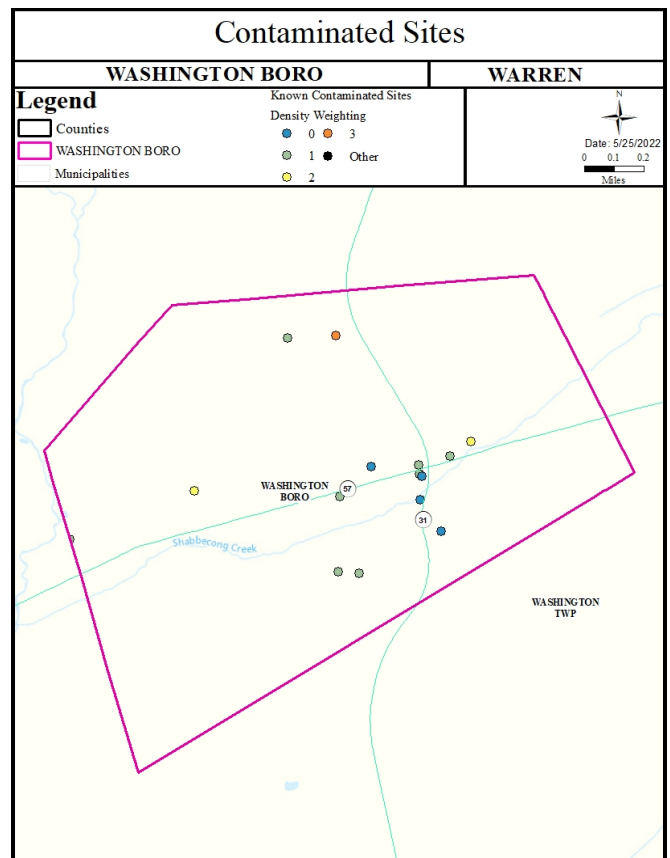 Contaminated Sites
WASHINGTON BORO
WARREN
Legend
Counties
WASHINGTON BORO
Municipalities
Known Contaminated Sites
Density Weighting
0
3
1
Other
2
N
Date: 5/25/2022
0 0.1 0.2
Miles
WASHINGTON
BORO
57
31
Shabbecong Creek
WASHINGTON
TWP